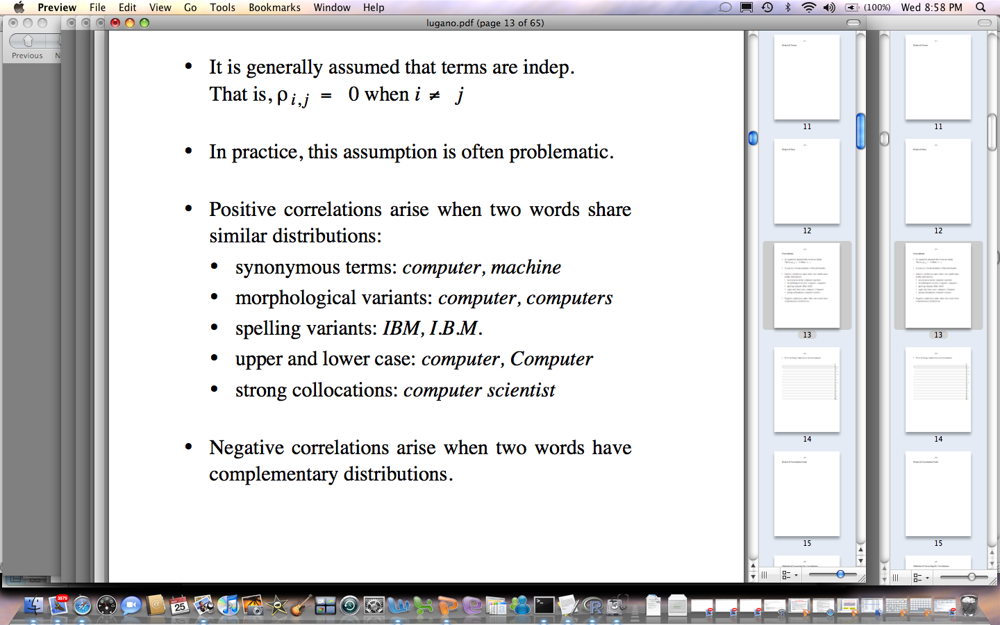 Preview File Edit View Go Tools Bookmarks Window Help (100%) Wed 8:58 PM
lugano.pdf (page 13 of 65)
Previous N
• It is generally assumed that terms are indep.
That is, ρ i,j = 0 when i ≠ j
• In practice, this assumption is often problematic.
• Positive correlations arise when two words share
similar distributions:
• synonymous terms: computer, machine
• morphological variants: computer, computers
• spelling variants: IBM, I.B.M.
• upper and lower case: computer, Computer
• strong collocations: computer scientist
• Negative correlations arise when two words have
complementary distributions.
11
12
13
14
15
11
12
13
14
15
3875
NOV
25